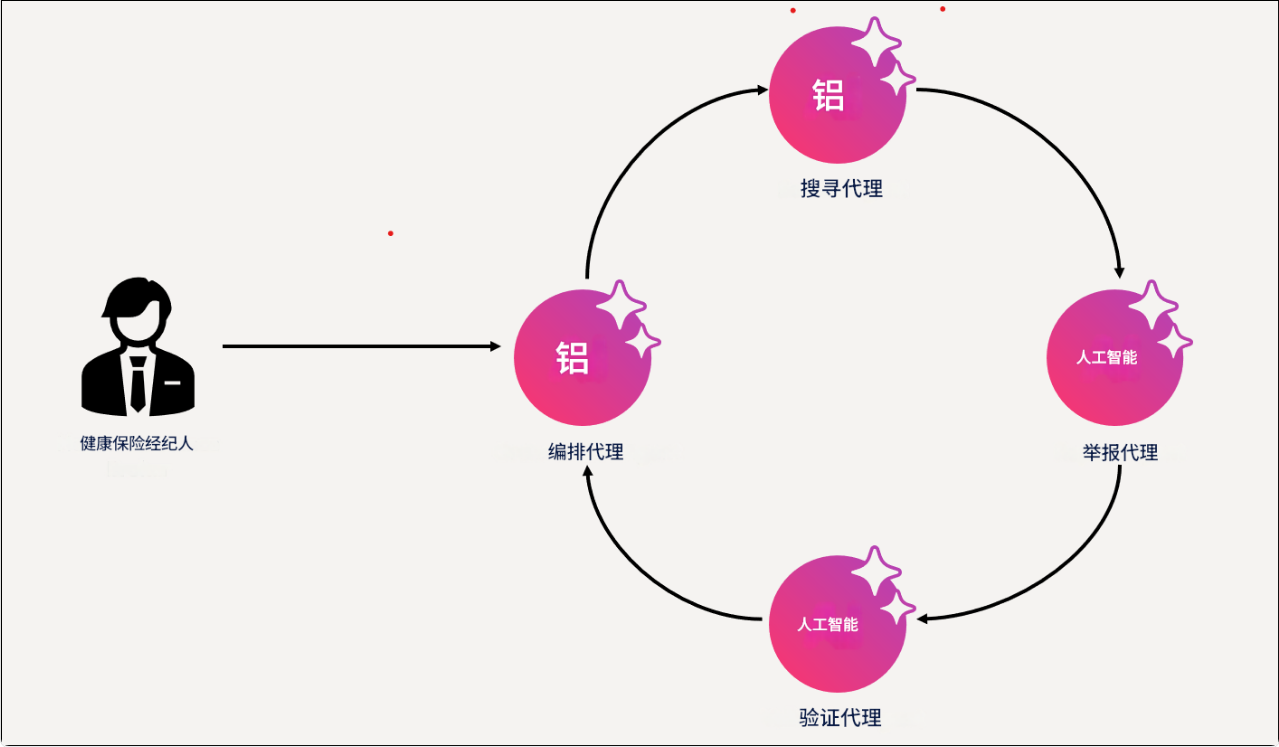 铝
搜寻代理
铝
人工智能
健康保险经纪人
编排代理
举报代理
人工智能
验证代理